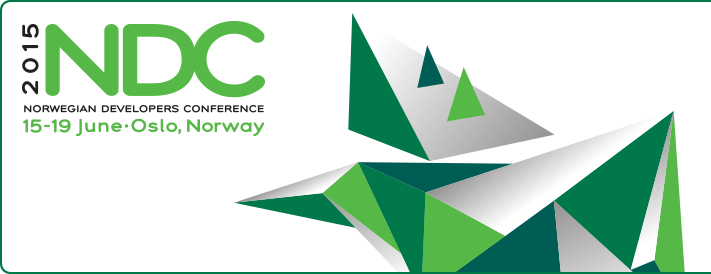 2015
NDC
NORWEGIAN DEVELOPERS CONFERENCE
15-19 June·Oslo, Norway